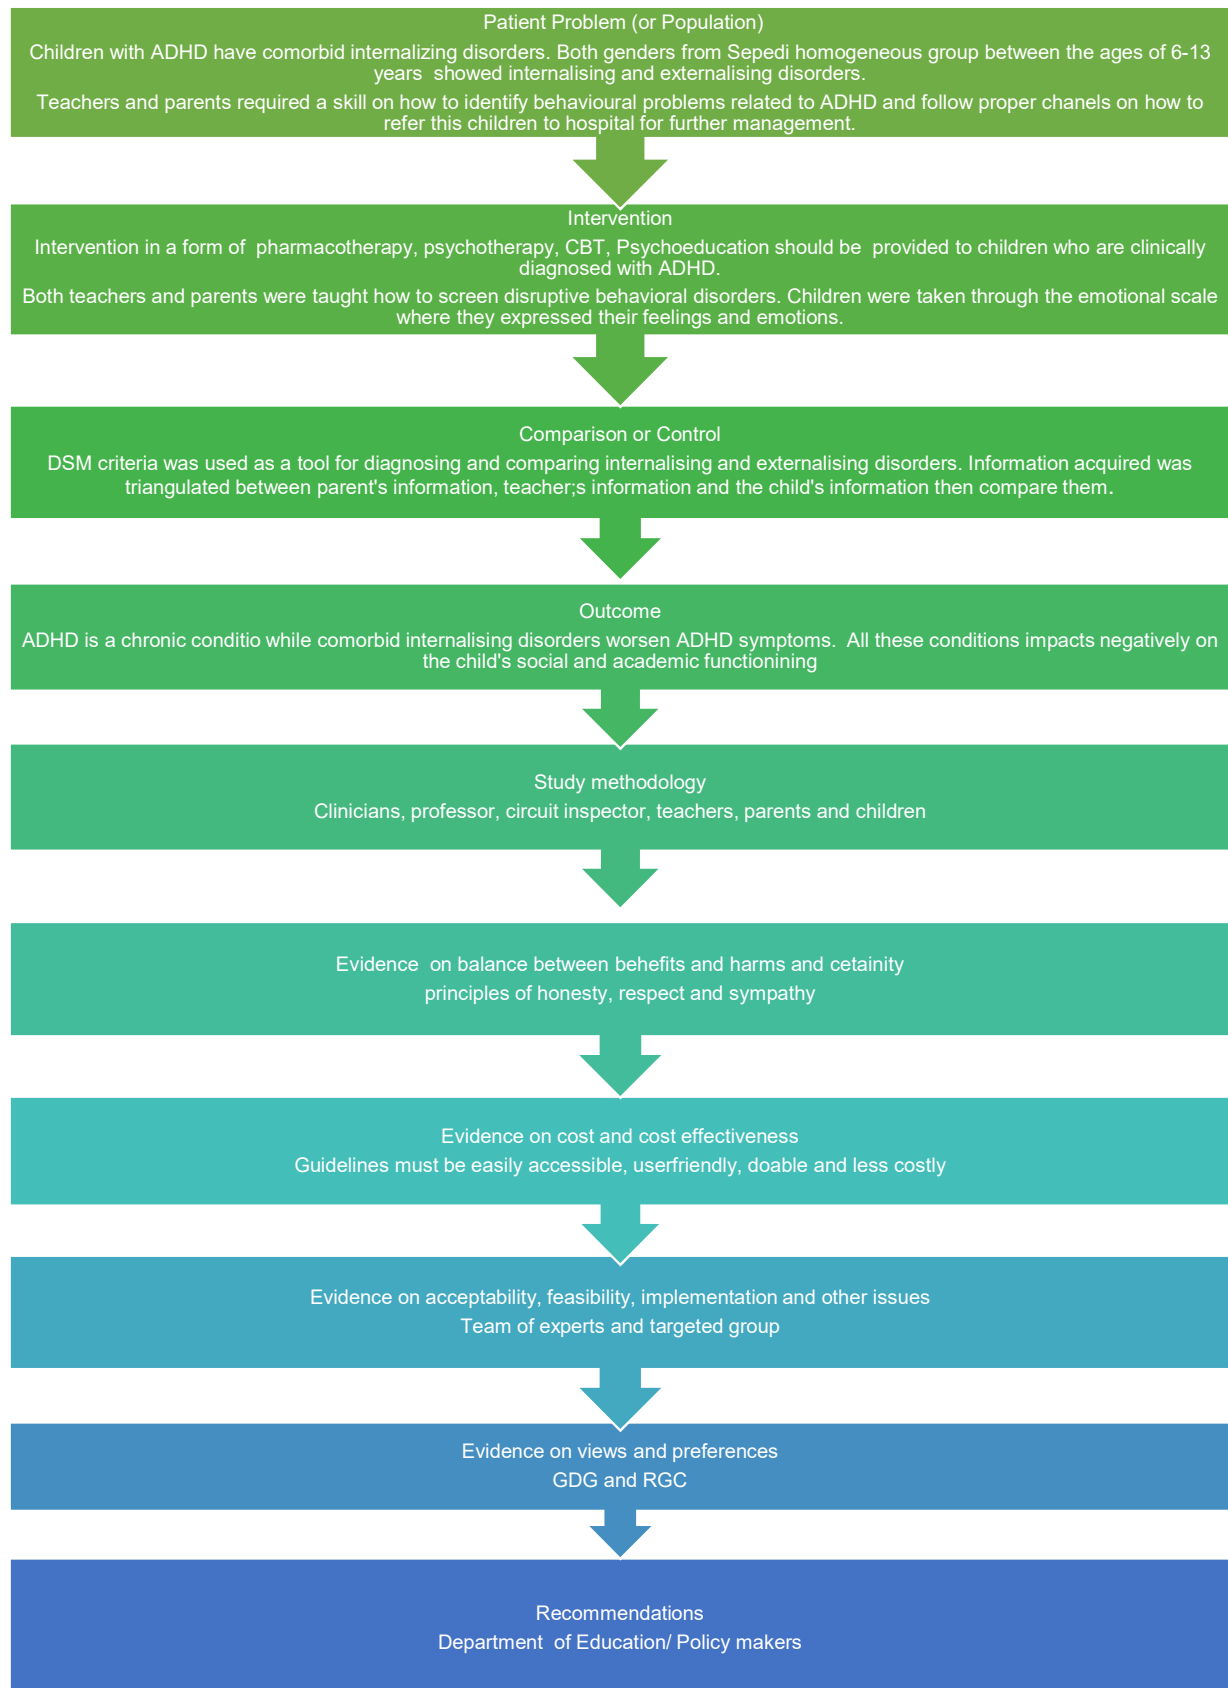 Patient Problem (or Population)
Children with ADHD have comorbid internalizing disorders. Both genders from Sepedi homogeneous group between the ages of 6-13
years showed internalising and externalising disorders.
Teachers and parents required a skill on how to identify behavioural problems related to ADHD and follow proper chanels on how to
refer this children to hospital for further management.
Intervention
Intervention in a form of pharmacotherapy, psychotherapy, CBT, Psychoeducation should be provided to children who are clinically
diagnosed with ADHD.
Both teachers and parents were taught how to screen disruptive behavioral disorders. Children were taken through the emotional scale
where they expressed their feelings and emotions.
Comparison or Control
DSM criteria was used as a tool for diagnosing and comparing internalising and externalising disorders. Information acquired was
triangulated between parent's information, teacher;s information and the child's information then compare them.
Outcome
ADHD is a chronic conditio while comorbid internalising disorders worsen ADHD symptoms. All these conditions impacts negatively on
the child's social and academic functionining
Study methodology
Clinicians, professor, circuit inspector, teachers, parents and children
Evidence on balance between behefits and harms and cetainity
principles of honesty, respect and sympathy
Evidence on cost and cost effectiveness
Guidelines must be easily accessible, userfriendly, doable and less costly
Evidence on acceptability, feasibility, implementation and other issues
Team of experts and targeted group
Evidence on views and preferences
GDG and RGC
Recommendations
Department of Education/ Policy makers